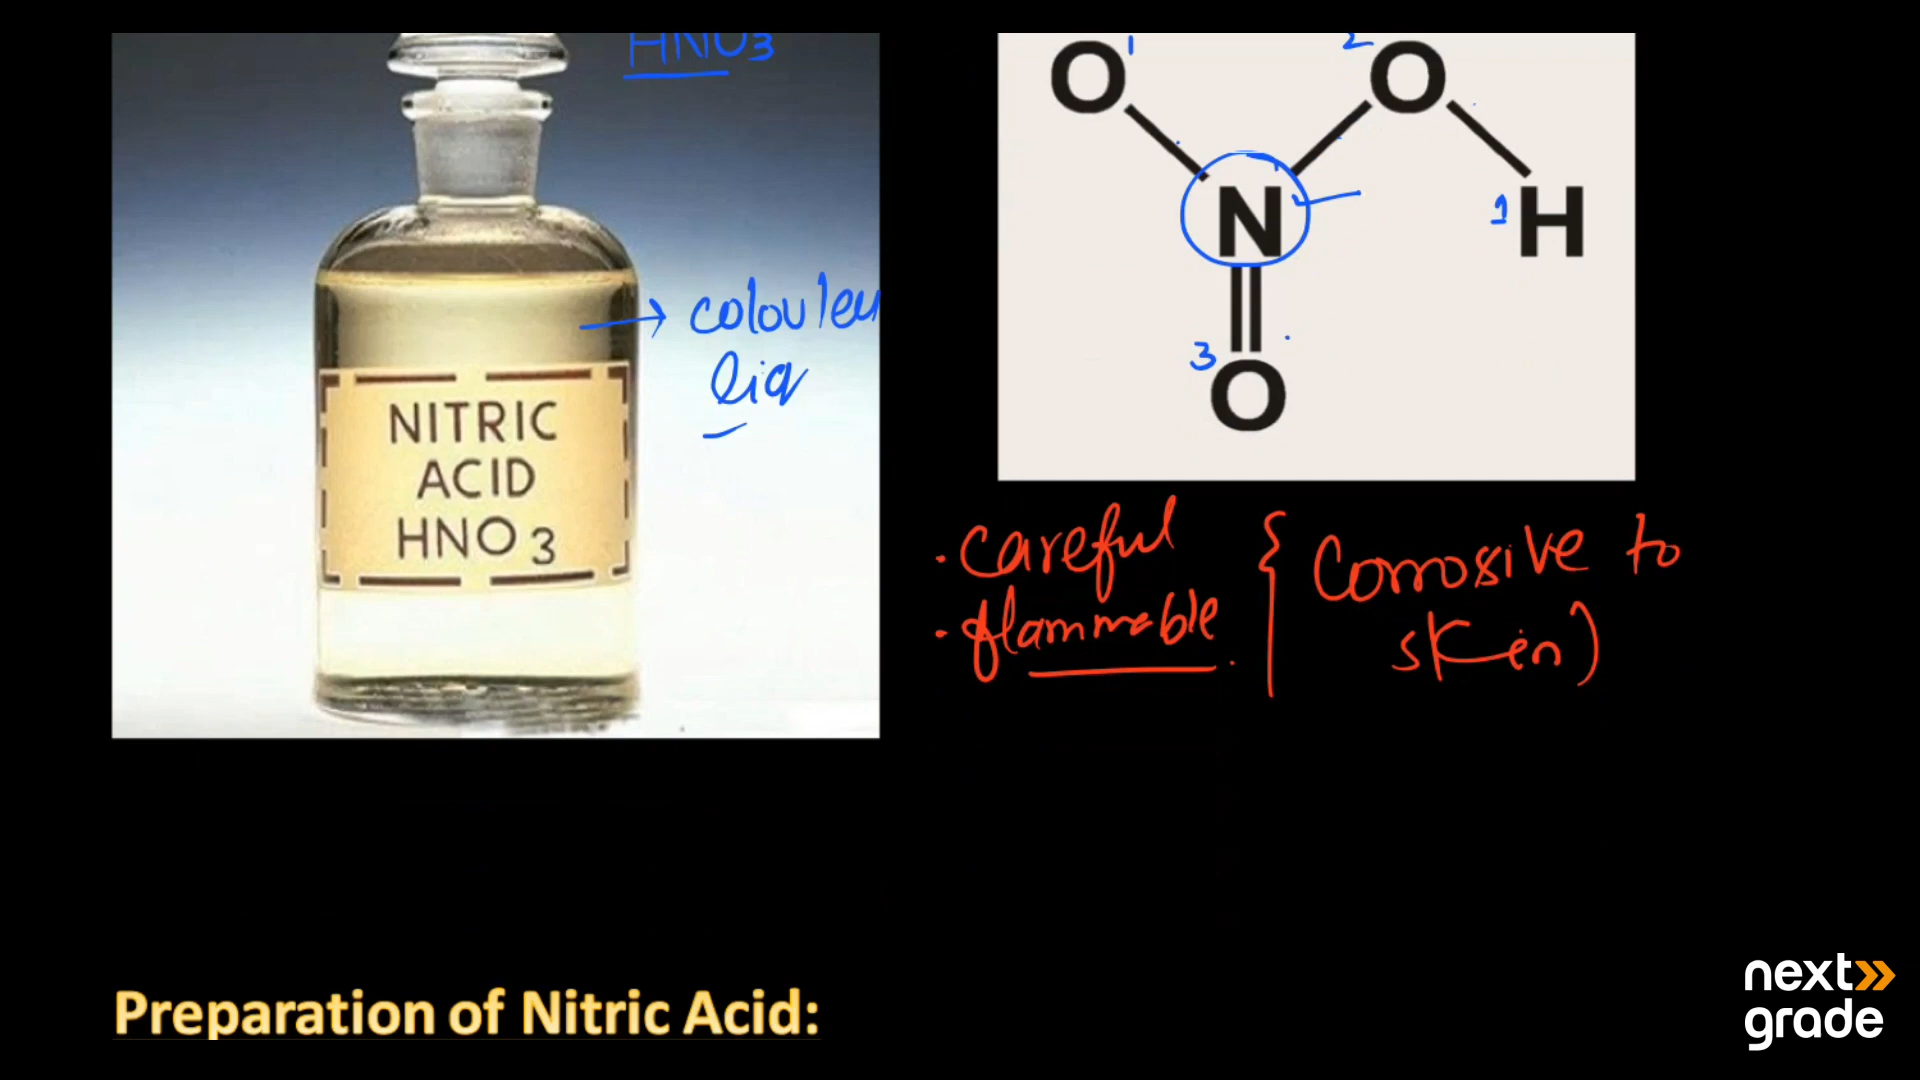 HNO3
→ colourless
liq
NITRIC
ACID
HNO3
O 1 2 O
N 1 H
3
O
• careful
• flammable
{ Corrosive to
skin)
Preparation of Nitric Acid:
next
grade